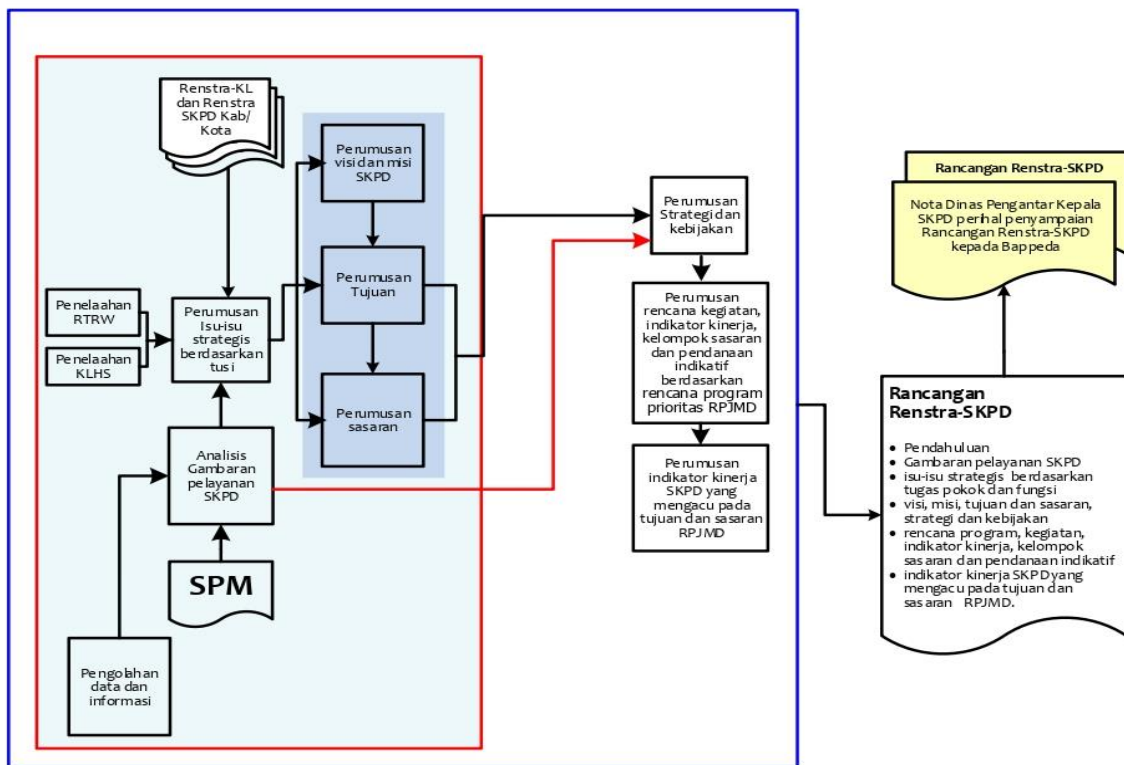 Renstra-KL
dan Renstra
SKPD Kab/
Kota
Perumusan
visi dan misi
SKPD
Perumusan
Tujuan
Perumusan
sasaran
Penelaahan
RTRW
Penelaahan
KLHS
Perumusan
Isu-isu
strategis
berdasarkan
tusi
Analisis
Gambaran
pelayanan
SKPD
SPM
Pengolahan
data dan
informasi
Perumusan
Strategi dan
kebijakan
Perumusan
rencana kegiatan,
indikator kinerja,
kelompok sasaran
dan pendanaan
indikatif
berdasarkan
rencana program
prioritas RPJMD
Perumusan
indikator kinerja
SKPD yang
mengacu pada
tujuan dan sasaran
RPJMD
Rancangan Renstra-SKPD
Nota Dinas Pengantar Kepala
SKPD perihal penyampaian
Rancangan Renstra-SKPD
kepada Bappeda
Rancangan
Renstra-SKPD
• Pendahuluan
• Gambaran pelayanan SKPD
• isu-isu strategis berdasarkan
tugas pokok dan fungsi
• visi, misi, tujuan dan sasaran,
strategi dan kebijakan
• rencana program, kegiatan,
indikator kinerja, kelompok
sasaran dan pendanaan indikatif
• indikator kinerja SKPD yang
mengacu pada tujuan dan
sasaran RPJMD.